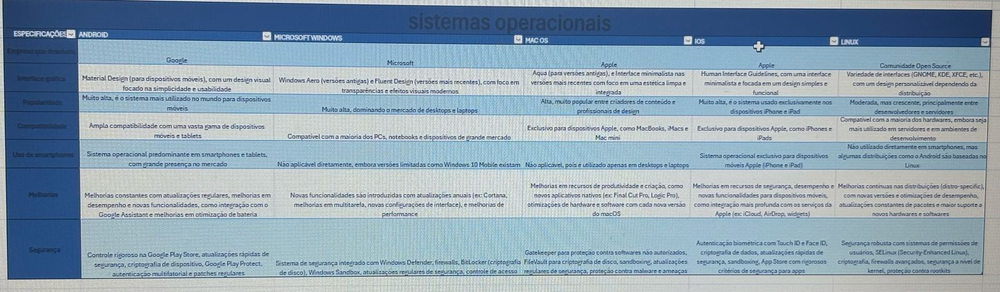 sistemas operacionais
ESPECIFICAÇÕES ANDROID MICROSOFT WINDOWS MAC OS IOS LINUX
Empresa que desenvolve
Google
Microsoft
Apple
Apple
Comunidade Open Source
Interface gráfica
Material Design (para dispositivos móveis), com um design visual
focado na simplicidade e usabilidade
Windows Aero (versões antigas) e Fluent Design (versões mais recentes), com foco em
transparências e efeitos visuais modernos
Aqua (para versões antigas), e Interface minimalista nas
versões mais recentes com foco em uma estética limpa e
integrada
Human Interface Guidelines, com uma interface
minimalista e focada em um design simples e
funcional
Variedade de interfaces (GNOME, KDE, XFCE, etc.),
com um design personalizável dependendo da
distribuição
Popularidade
Muito alta, é o sistema mais utilizado no mundo para dispositivos
móveis
Muito alta, dominando o mercado de desktops e laptops
Alta, muito popular entre criadores de conteúdo e
profissionais de design
Muito alta, é o sistema usado exclusivamente nos
dispositivos iPhone e iPad
Moderada, mas crescente, principalmente entre
desenvolvedores e servidores
Compatibilidade
Ampla compatibilidade com uma vasta gama de dispositivos
móveis e tablets
Compatível com a maioria dos PCs, notebooks e dispositivos de grande mercado
Exclusivo para dispositivos Apple, como MacBooks, iMacs e
Mac mini
Exclusivo para dispositivos Apple, como iPhones e
iPads
Compatível com a maioria dos hardwares, embora seja
mais utilizado em servidores e em ambientes de
desenvolvimento
Uso de smartphones
Sistema operacional predominante em smartphones e tablets,
com grande presença no mercado
Não aplicável diretamente, embora versões limitadas como Windows 10 Mobile existam
Não aplicável, pois é utilizado apenas em desktops e laptops
Sistema operacional exclusivo para dispositivos
móveis Apple (iPhone e iPad)
Não utilizado diretamente em smartphones, mas
algumas distribuições como o Android são baseadas no
Linux
Melhorias
Melhorias constantes com atualizações regulares, melhorias em
desempenho e novas funcionalidades, como integração com o
Google Assistant e melhorias em otimização de bateria
Novas funcionalidades são introduzidas com atualizações anuais (ex: Cortana,
melhorias em multitarefa, novas configurações de interface), e melhorias de
performance
Melhorias em recursos de produtividade e criação, como
novos aplicativos nativos (ex: Final Cut Pro, Logic Pro),
otimizações de hardware e software com cada nova versão
do macOS
Melhorias em recursos de segurança, desempenho e
novas funcionalidades para dispositivos móveis,
como integração mais profunda com os serviços da
Apple (ex: iCloud, AirDrop, widgets)
Melhorias contínuas nas distribuições (distro-specific),
com novas versões e otimizações de desempenho,
atualizações constantes de pacotes e maior suporte a
novos hardwares e softwares
Segurança
Controle rigoroso na Google Play Store, atualizações rápidas de
segurança, criptografia de dispositivo, Google Play Protect,
autenticação multifatorial e patches regulares
Sistema de segurança integrado com Windows Defender, firewalls, BitLocker (criptografia
de disco), Windows Sandbox, atualizações regulares de segurança, controle de acesso
Gatekeeper para proteção contra softwares não autorizados,
FileVault para criptografia de disco, sandboxing, atualizações
regulares de segurança, proteção contra malware e ameaças
Autenticação biométrica com Touch ID e Face ID,
criptografia de dados, atualizações rápidas de
segurança, sandboxing, App Store com rigorosos
critérios de segurança para apps
Segurança robusta com sistemas de permissões de
usuários, SELinux (Security-Enhanced Linux),
criptografia, firewalls avançados, segurança a nível de
kernel, proteção contra rootkits